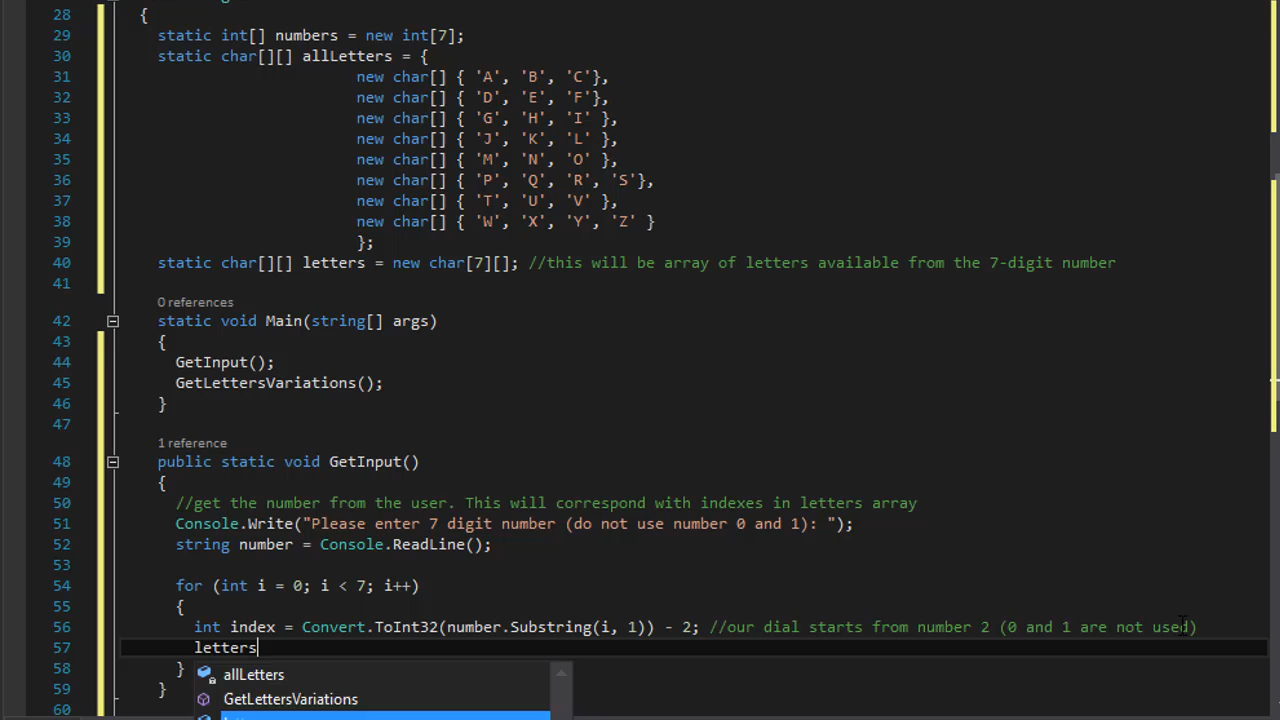 28 {
29 static int[] numbers = new int[7];
30 static char[][] allLetters = {
31 new char[] { 'A', 'B', 'C'},
32 new char[] { 'D', 'E', 'F'},
33 new char[] { 'G', 'H', 'I' },
34 new char[] { 'J', 'K', 'L' },
35 new char[] { 'M', 'N', 'O' },
36 new char[] { 'P', 'Q', 'R', 'S'},
37 new char[] { 'T', 'U', 'V' },
38 new char[] { 'W', 'X', 'Y', 'Z' }
39 };
40 static char[][] letters = new char[7][]; //this will be array of letters available from the 7-digit number
41
0 references
42 static void Main(string[] args)
43 {
44 GetInput();
45 GetLettersVariations();
46 }
47
1 reference
48 public static void GetInput()
49 {
50 //get the number from the user. This will correspond with indexes in letters array
51 Console.Write("Please enter 7 digit number (do not use number 0 and 1): ");
52 string number = Console.ReadLine();
53
54 for (int i = 0; i < 7; i++)
55 {
56 int index = Convert.ToInt32(number.Substring(i, 1)) - 2; //our dial starts from number 2 (0 and 1 are not used)
57 letters
58 }
allLetters
59 }
GetLettersVariations
60